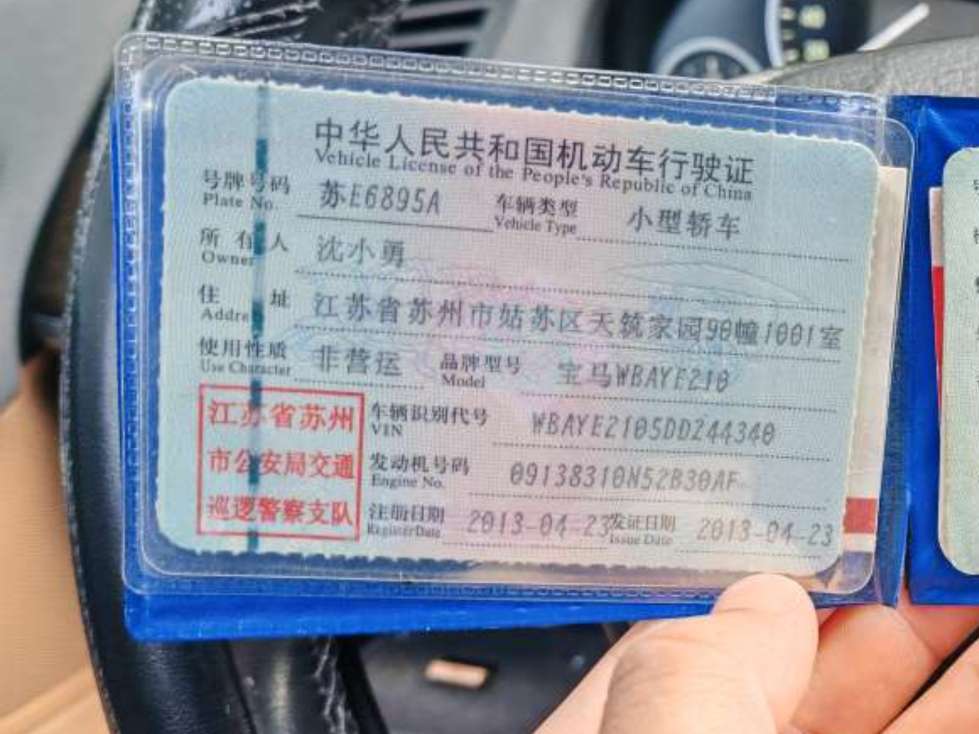 中华人民共和国机动车行驶证
Vehicle License of the People's Republic of China
号牌号码 苏E6895A 车辆类型 小型轿车
Plate No. Vehicle Type
所有人 沈小勇
Owner
住址 江苏省苏州市姑苏区天筑家园90幢1001室
Address
使用性质 非营运 品牌型号 宝马WBAYE210
Use Character Model
江苏省苏州 车辆识别代号 WBAYE2105DD244340
VIN
市公安局交通 发动机号码 09138310N52B30AF
Engine No.
巡逻警察支队 注册日期 2013-04-23 发证日期 2013-04-23
Register Date Issue Date